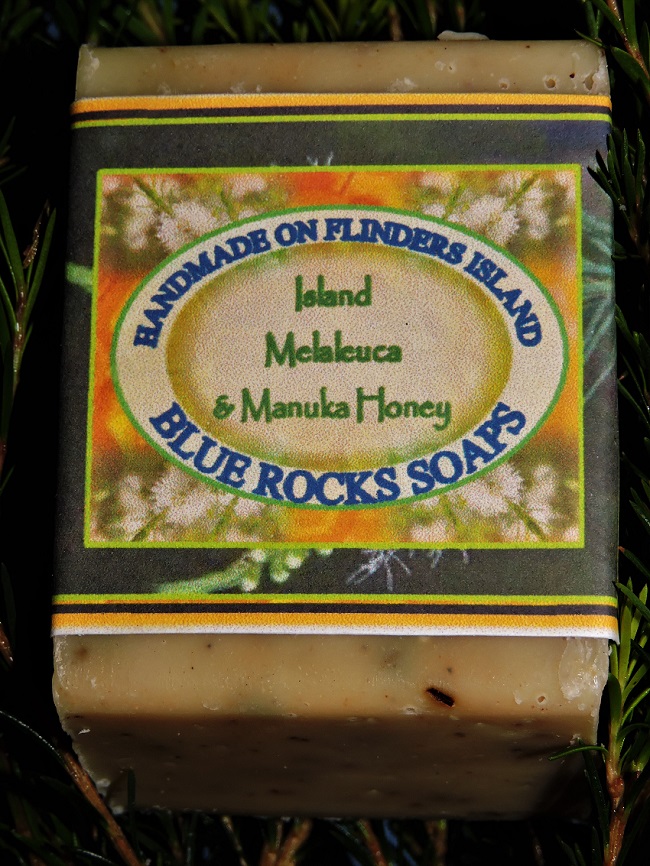 HANDMADE ON FLINDERS ISLAND
Island
Melaleuca
& Manuka Honey
BLUE ROCKS SOAPS